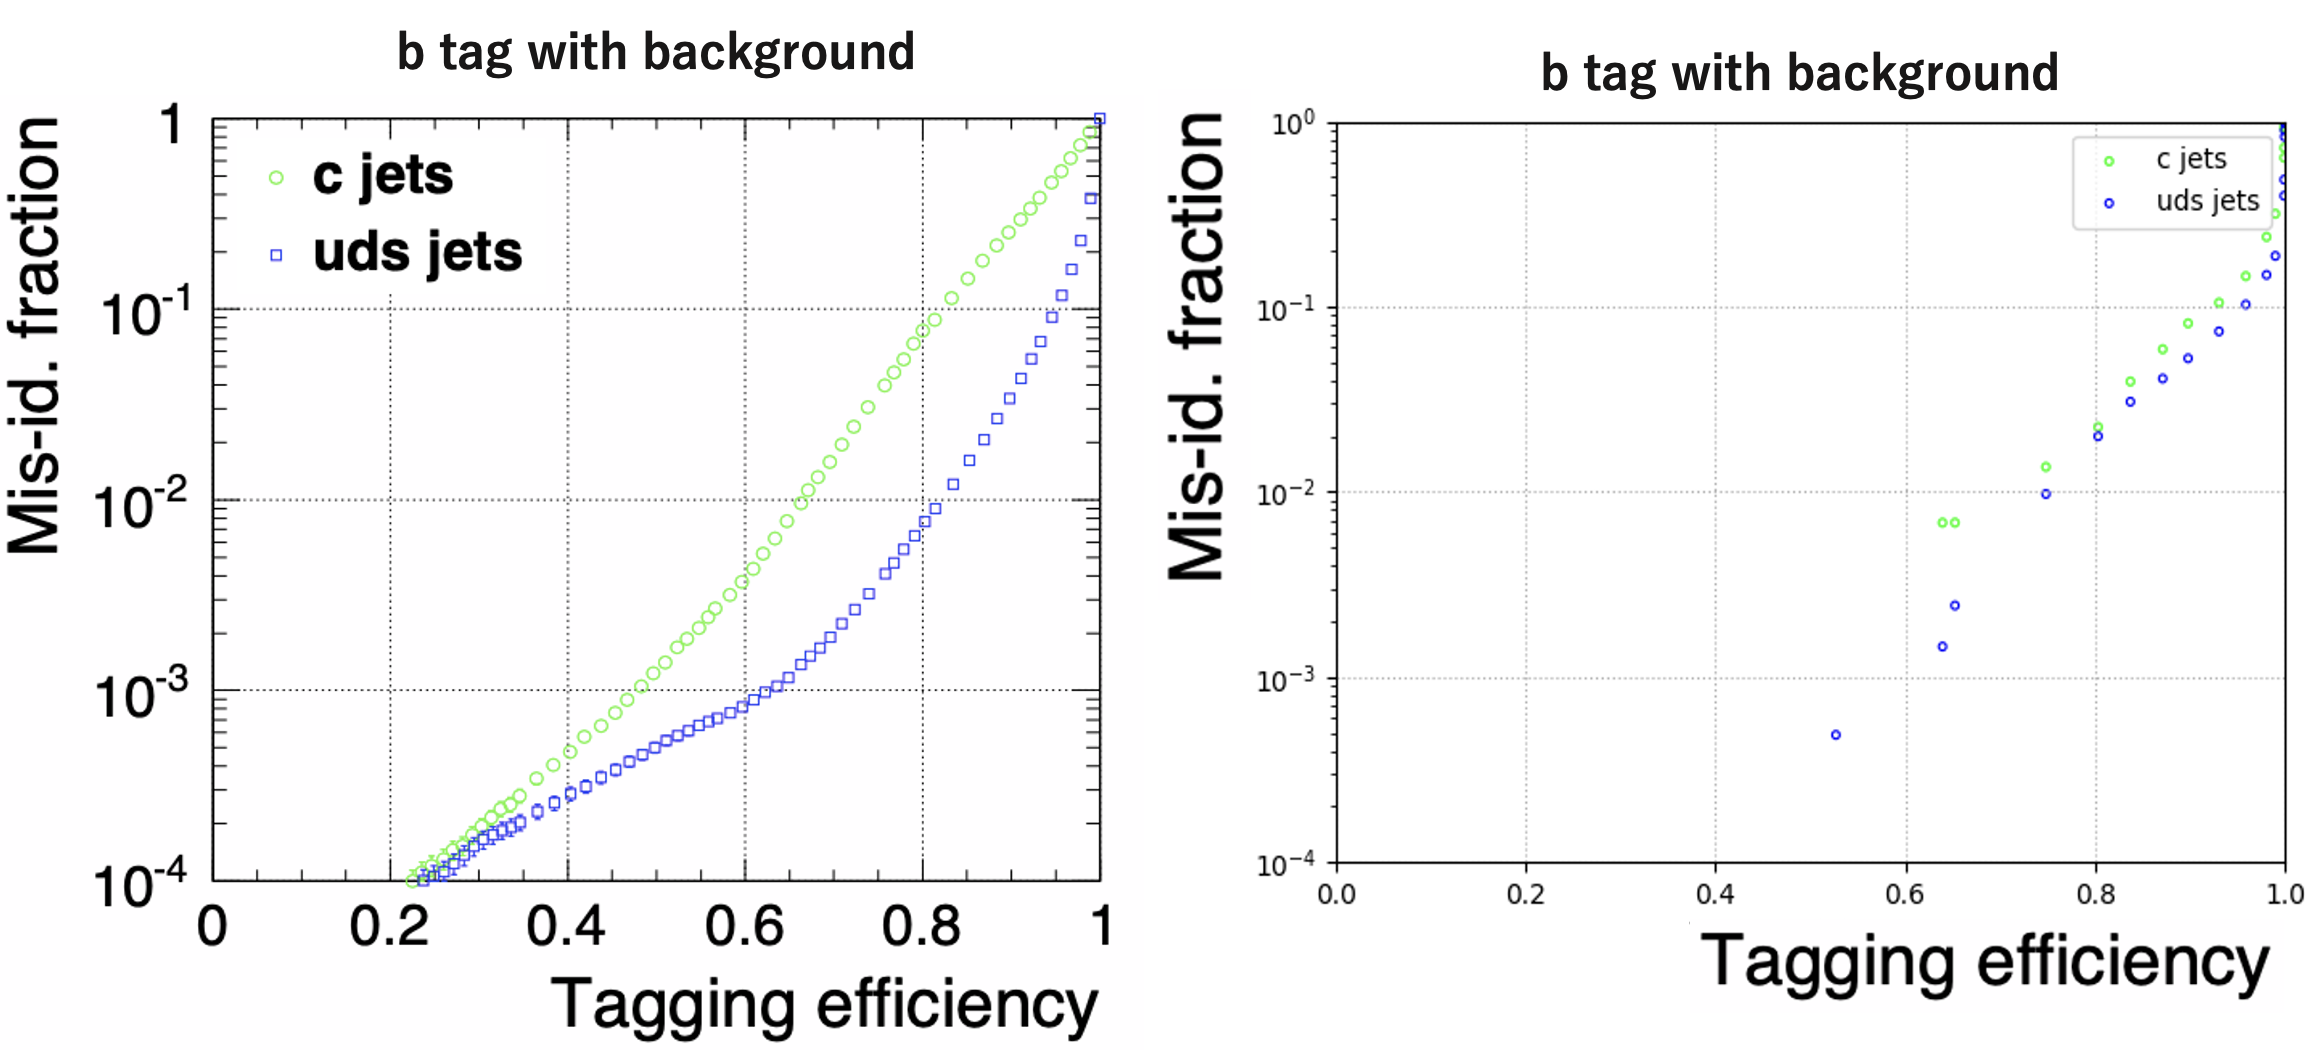 b tag with background
Mis-id. fraction
1
10^-1
10^-2
10^-3
10^-4
c jets
uds jets
0 0.2 0.4 0.6 0.8 1
Tagging efficiency
b tag with background
Mis-id. fraction
10^0
10^−1
10^−2
10^−3
10^−4
c jets
uds jets
0.0 0.2 0.4 0.6 0.8 1.0
Tagging efficiency